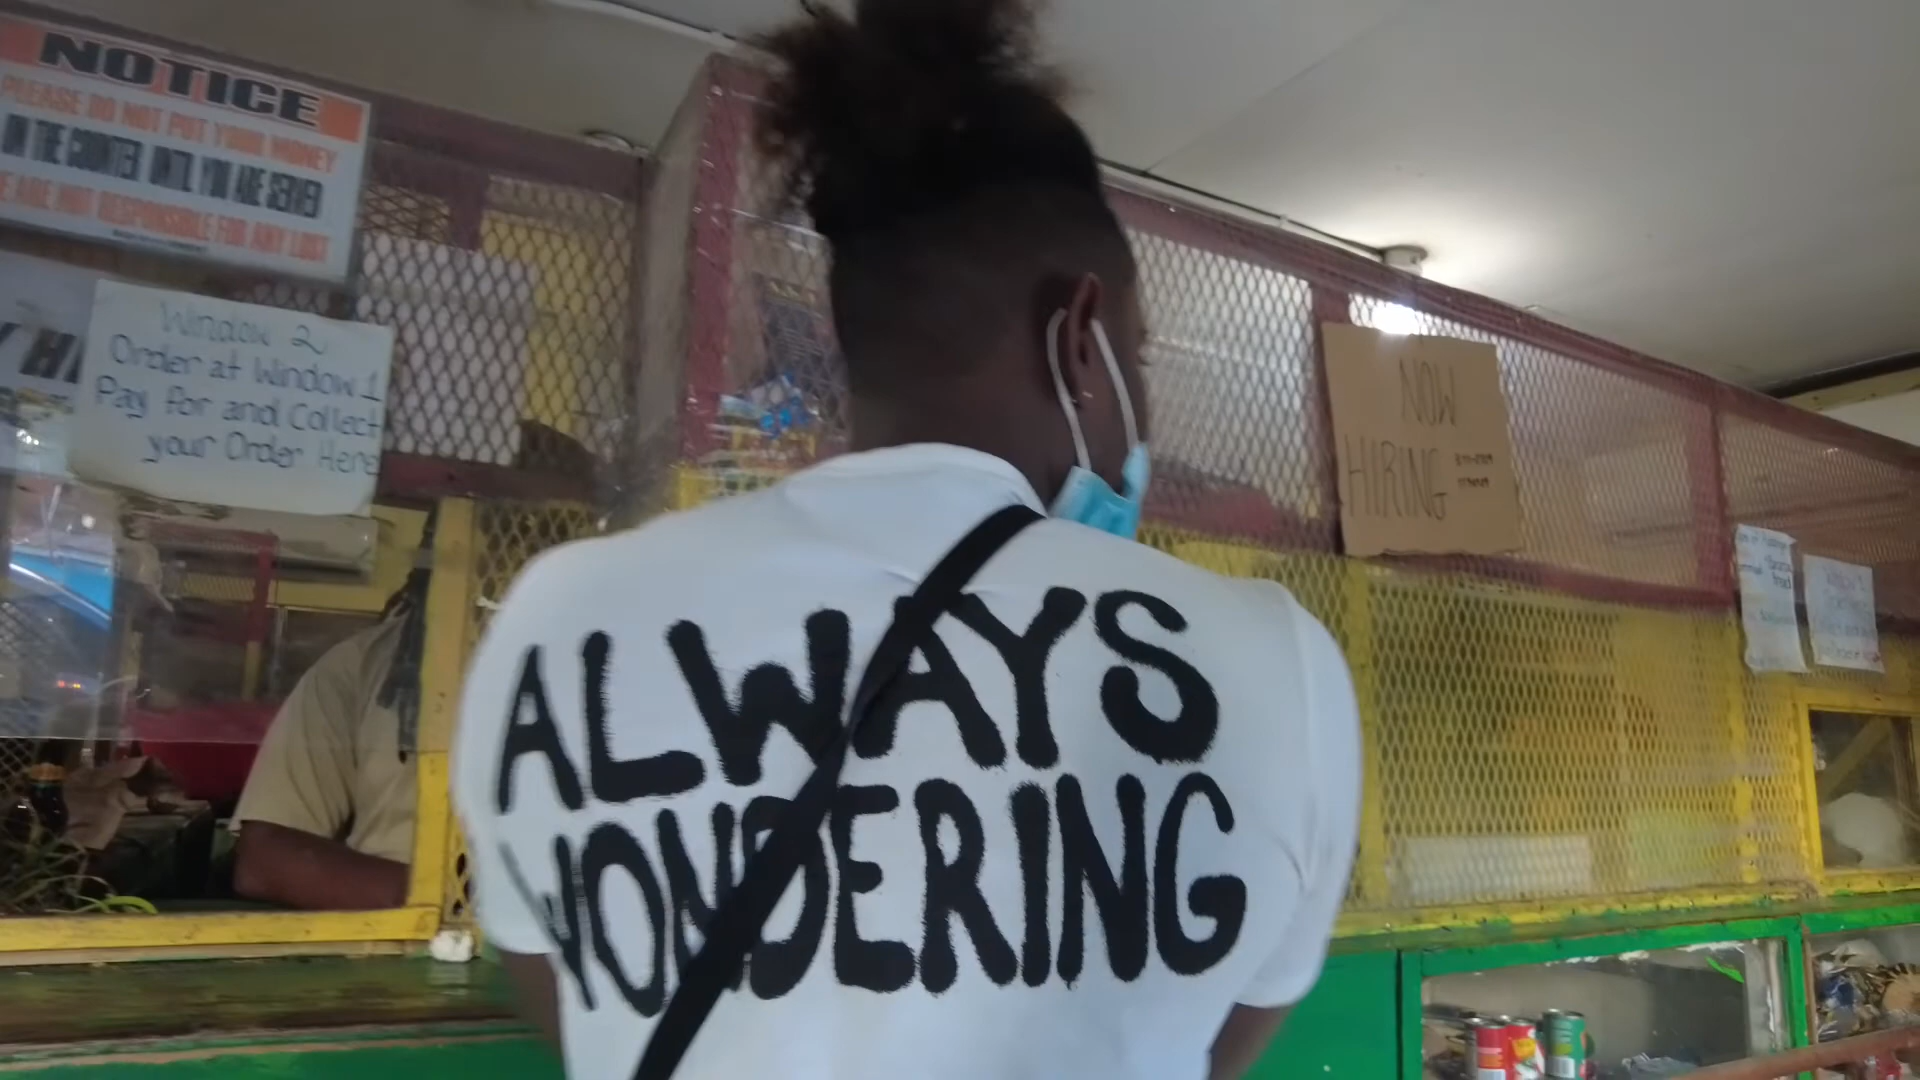 NOTICE
PLEASE DO NOT PUT YOUR MONEY
ON THE COUNTER UNTIL YOU ARE SERVED
WE ARE NOT RESPONSIBLE FOR ANY LOST
Window 2
Order at Window 1
Pay for and Collect
your Order Here
ALWAYS
WONDERING
NOW
HIRING